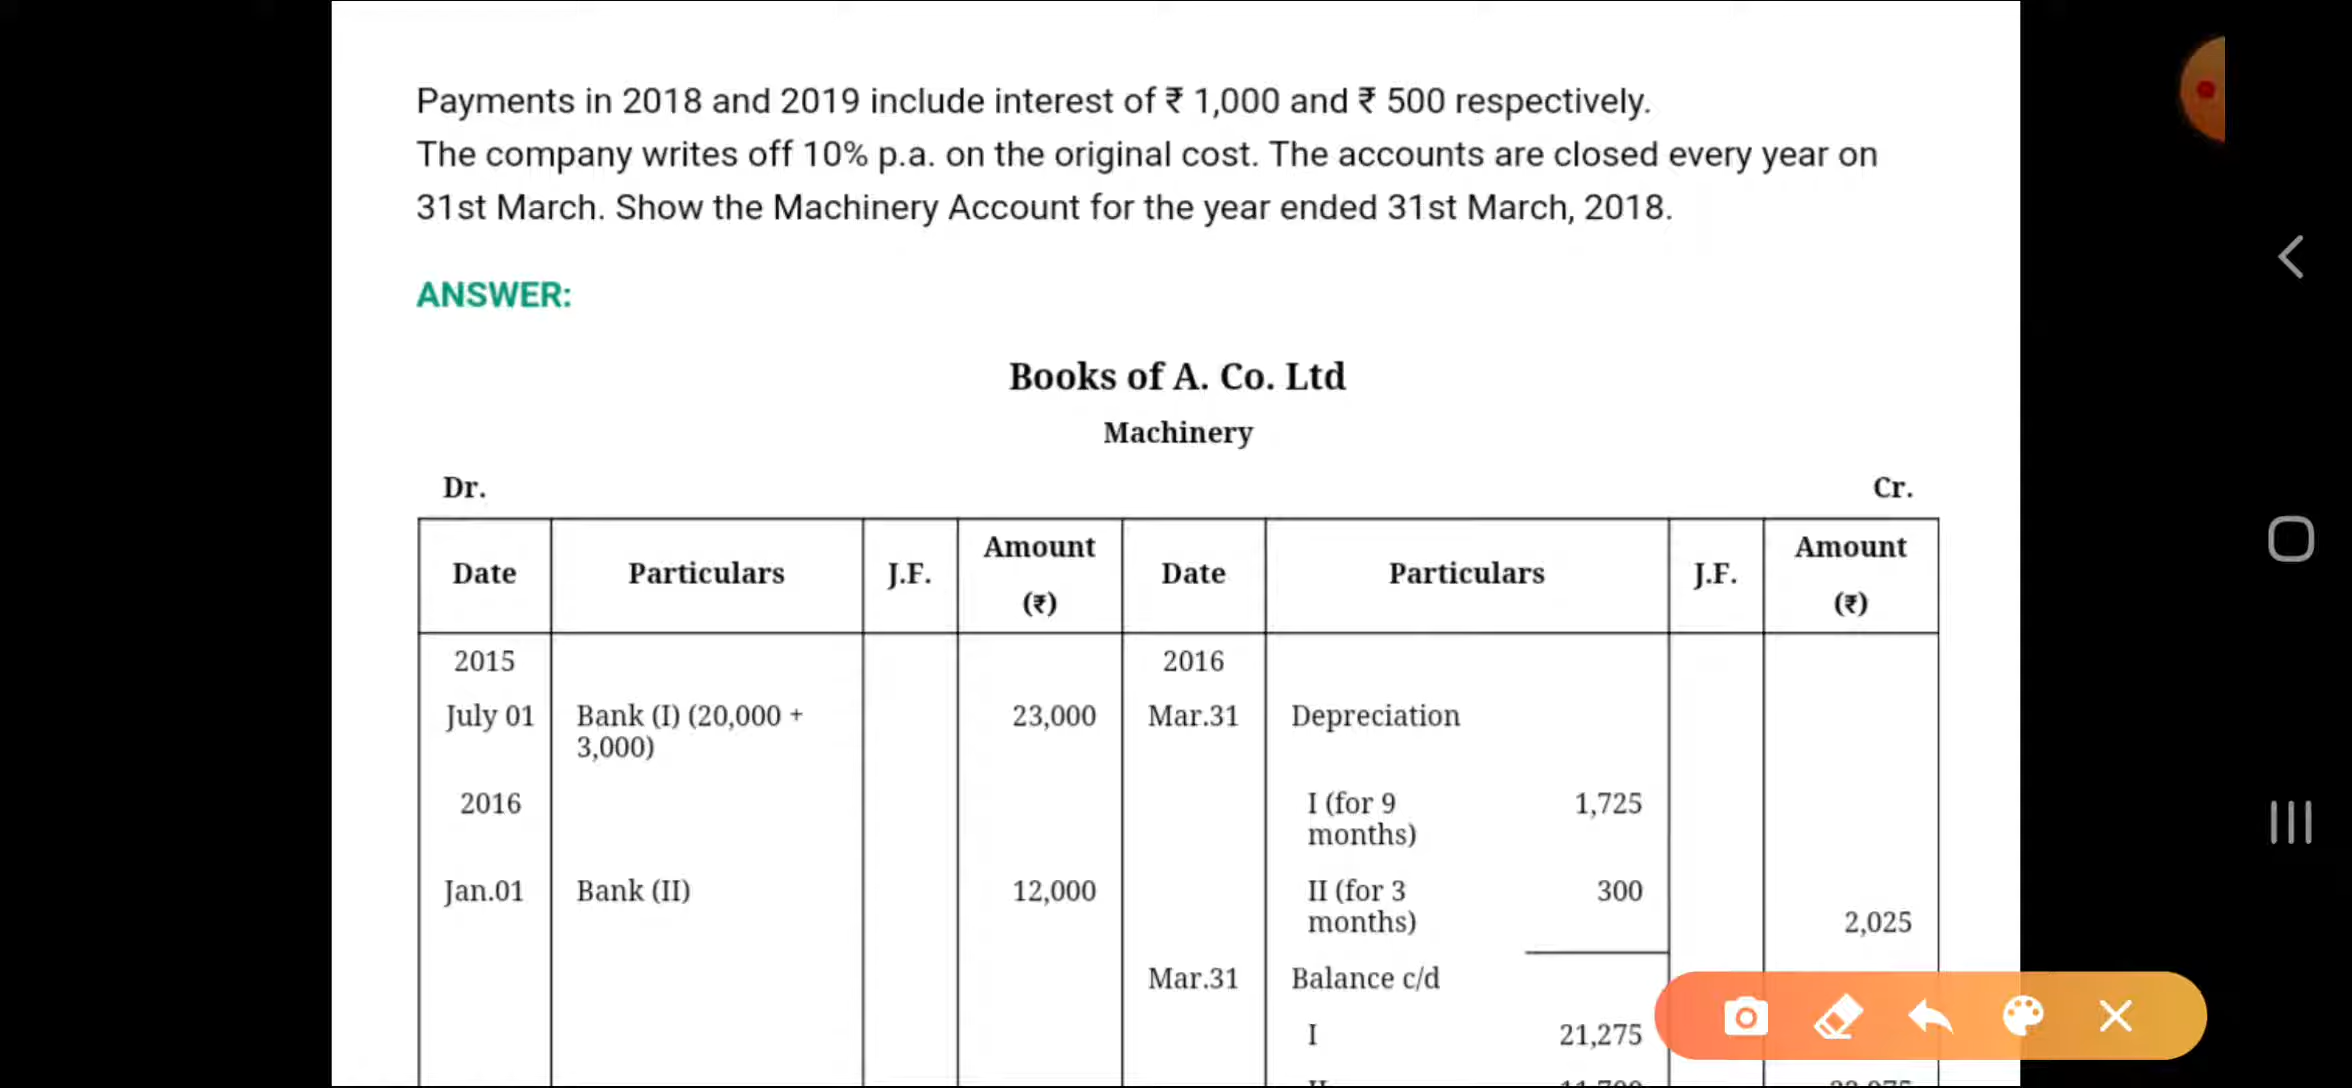 Payments in 2018 and 2019 include interest of ₹ 1,000 and ₹ 500 respectively.
The company writes off 10% p.a. on the original cost. The accounts are closed every year on
31st March. Show the Machinery Account for the year ended 31st March, 2018.
ANSWER:
Books of A. Co. Ltd
Machinery
Dr. Cr.
Date Particulars J.F. Amount (₹) Date Particulars J.F. Amount (₹)
2015 2016
July 01 Bank (I) (20,000 + 23,000 Mar.31 Depreciation
3,000)
2016 I (for 9 1,725
months)
Jan.01 Bank (II) 12,000 II (for 3 300
months) 2,025
Mar.31 Balance c/d
I 21,275